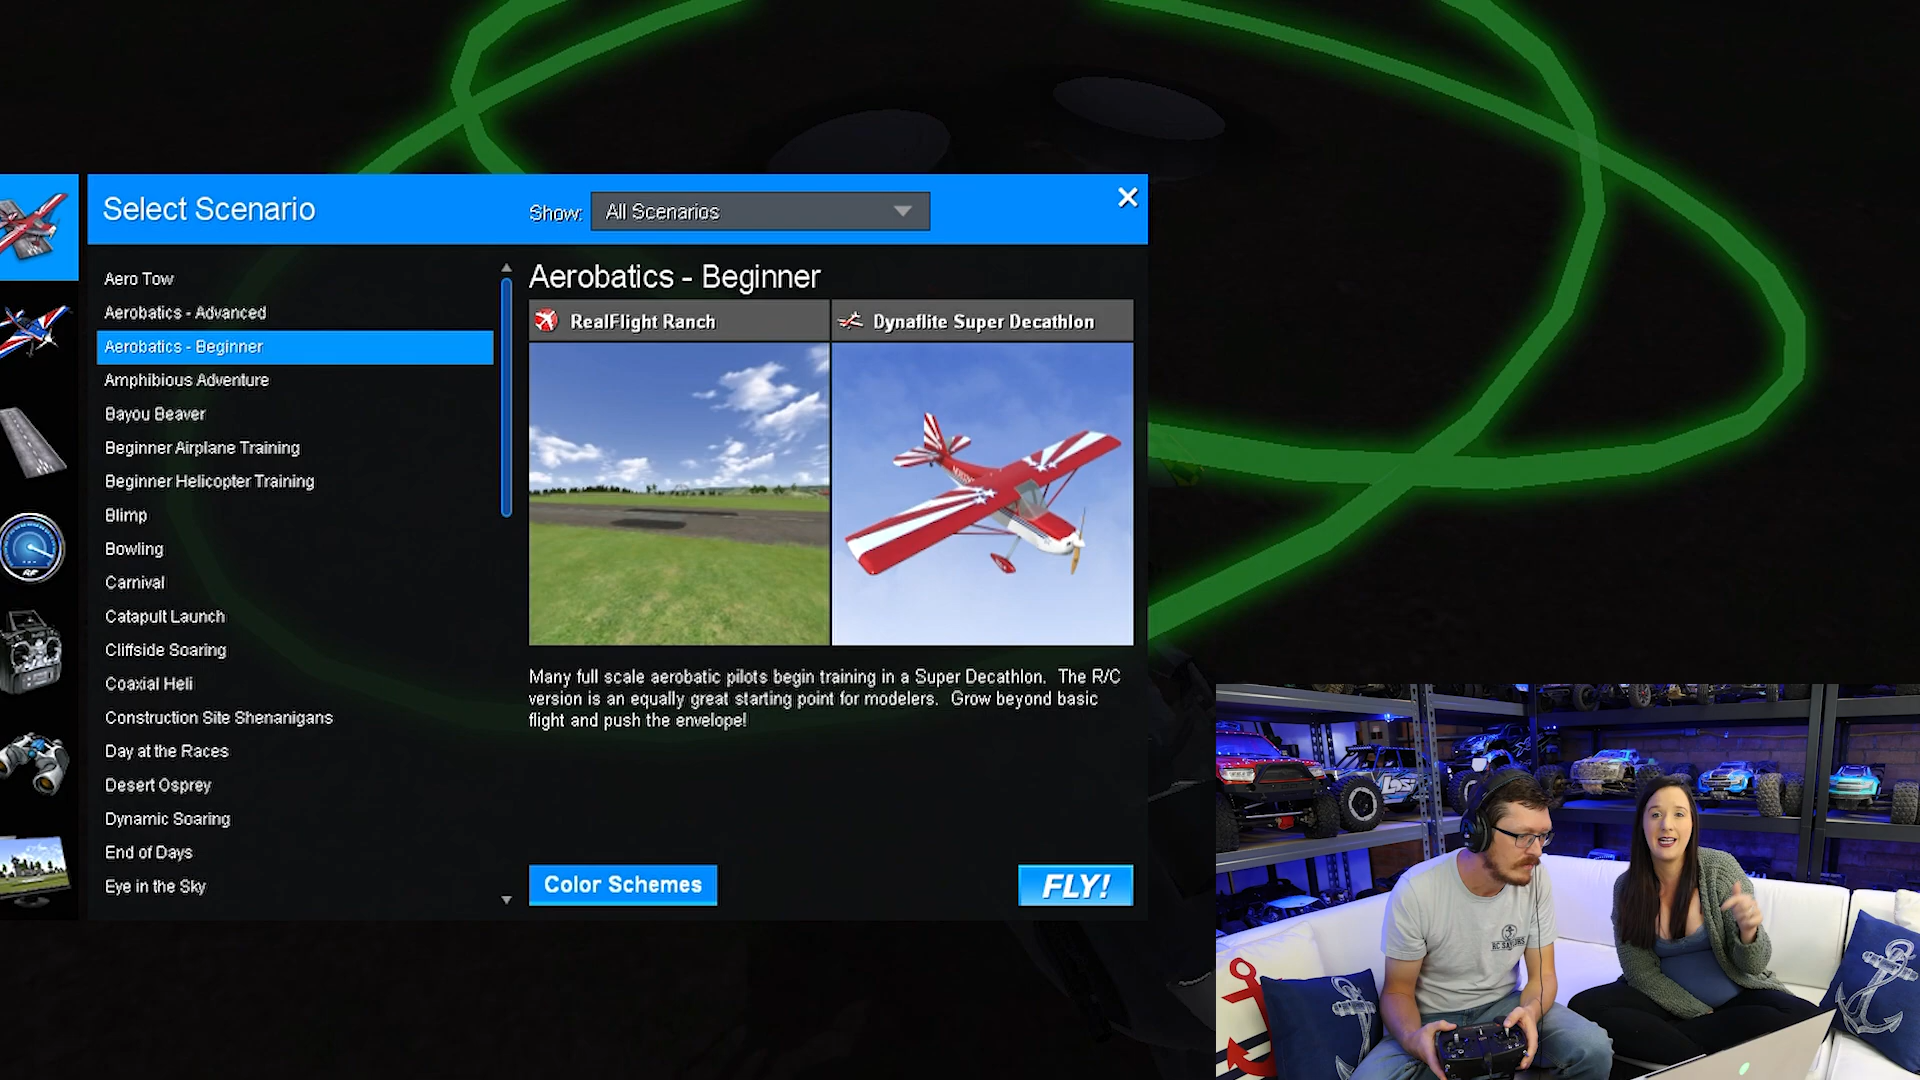 Select Scenario
Show: All Scenarios
Aero Tow
Aerobatics - Advanced
Aerobatics - Beginner
Amphibious Adventure
Bayou Beaver
Beginner Airplane Training
Beginner Helicopter Training
Blimp
Bowling
Carnival
Catapult Launch
Cliffside Soaring
Coaxial Heli
Construction Site Shenanigans
Day at the Races
Desert Osprey
Dynamic Soaring
End of Days
Eye in the Sky
Aerobatics - Beginner
RealFlight Ranch
Dynaflite Super Decathlon
Many full scale aerobatic pilots begin training in a Super Decathlon. The R/C
version is an equally great starting point for modelers. Grow beyond basic
flight and push the envelope!
Color Schemes
FLY!
RF
LOSI
RC SAYLORS